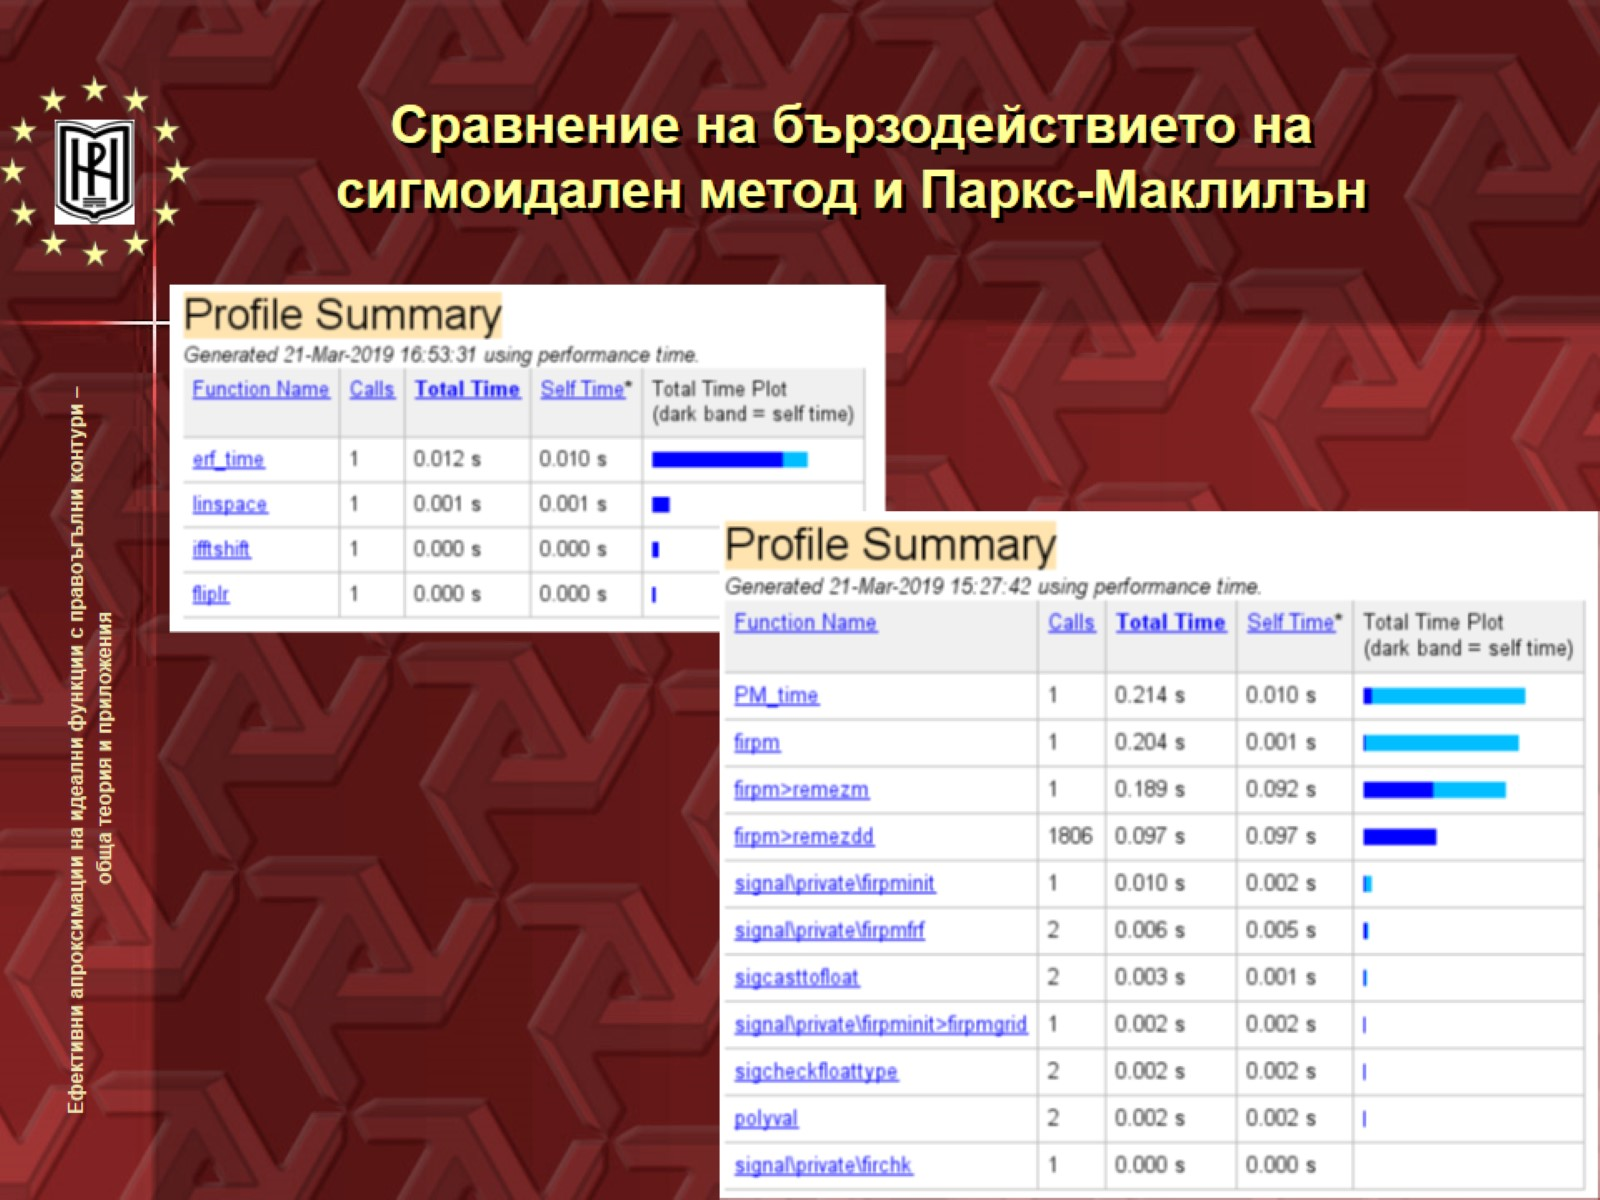 Сравнение на бързодействието на
сигмоидален метод и Паркс-Маклилън
Ефективни апроксимации на идеални функции с правоъгълни контури –
обща теория и приложения
Profile Summary
Generated 21-Mar-2019 16:53:31 using performance time.
Function Name Calls Total Time Self Time* Total Time Plot
(dark band = self time)
erf_time 1 0.012 s 0.010 s
linspace 1 0.001 s 0.001 s
ifftshift 1 0.000 s 0.000 s
fliplr 1 0.000 s 0.000 s
Profile Summary
Generated 21-Mar-2019 15:27:42 using performance time.
Function Name Calls Total Time Self Time* Total Time Plot
(dark band = self time)
PM_time 1 0.214 s 0.010 s
firpm 1 0.204 s 0.001 s
firpm>remezm 1 0.189 s 0.092 s
firpm>remezdd 1806 0.097 s 0.097 s
signal\private\firpminit 1 0.010 s 0.002 s
signal\private\firpmfrf 2 0.006 s 0.005 s
sigcasttofloat 2 0.003 s 0.001 s
signal\private\firpminit>firpmgrid 1 0.002 s 0.002 s
sigcheckfloattype 2 0.002 s 0.002 s
polyval 2 0.002 s 0.002 s
signal\private\firchk 1 0.000 s 0.000 s